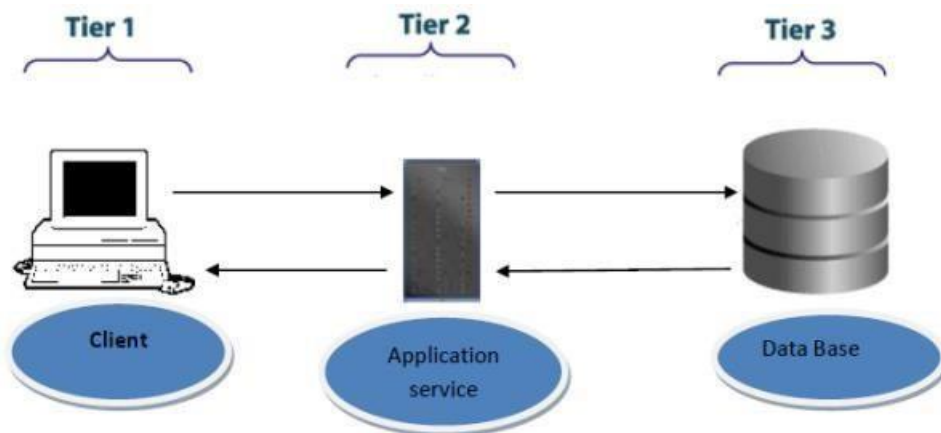 Tier 1
Tier 2
Tier 3
Client
Application
service
Data Base